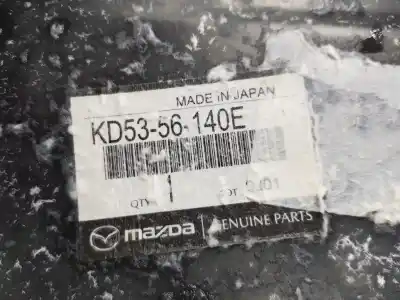 MADE IN JAPAN
KD53-56-140E
QTY 1
mazda GENUINE PARTS